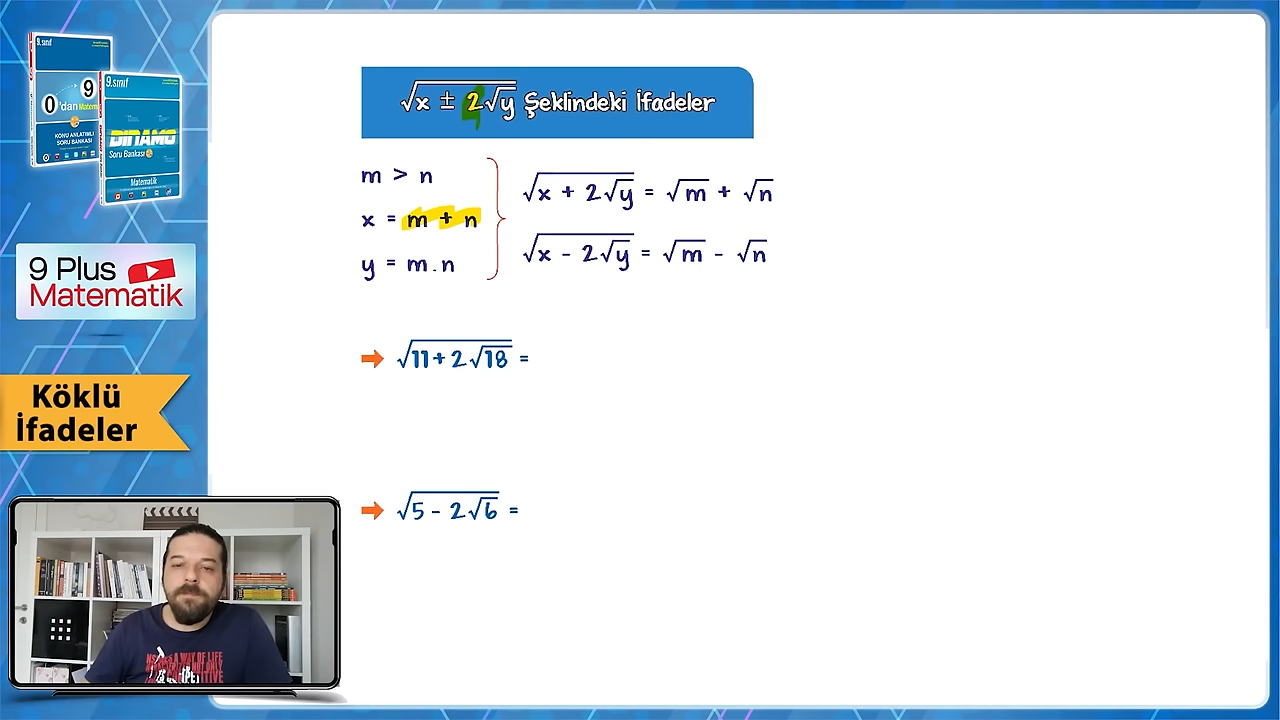 9.sınıf
0'dan
9
Matematik
KONU ANLATIMLI
SORU BANKASI
9.sınıf
DİNAMO
Soru Bankası
Matematik
9 Plus
Matematik
Köklü
İfadeler
√(x ± 2√y) Şeklindeki İfadeler
m > n
x = m + n
y = m.n
√(x + 2√y) = √m + √n
√(x - 2√y) = √m - √n
√(11+2√18) =
√(5 - 2√6) =